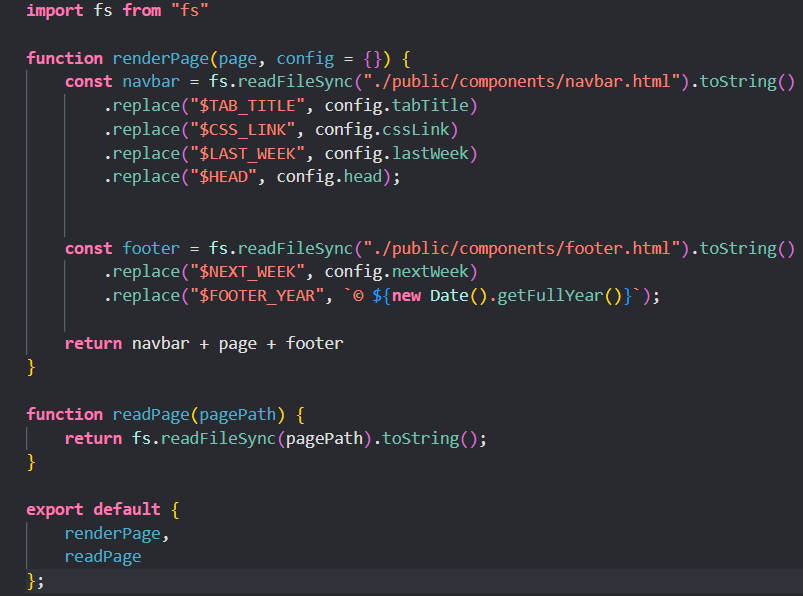 import fs from "fs"
function renderPage(page, config = {}) {
const navbar = fs.readFileSync("./public/components/navbar.html").toString()
.replace("$TAB_TITLE", config.tabTitle)
.replace("$CSS_LINK", config.cssLink)
.replace("$LAST_WEEK", config.lastWeek)
.replace("$HEAD", config.head);
const footer = fs.readFileSync("./public/components/footer.html").toString()
.replace("$NEXT_WEEK", config.nextWeek)
.replace("$FOOTER_YEAR", `© ${new Date().getFullYear()}`);
return navbar + page + footer
}
function readPage(pagePath) {
return fs.readFileSync(pagePath).toString();
}
export default {
renderPage,
readPage
};